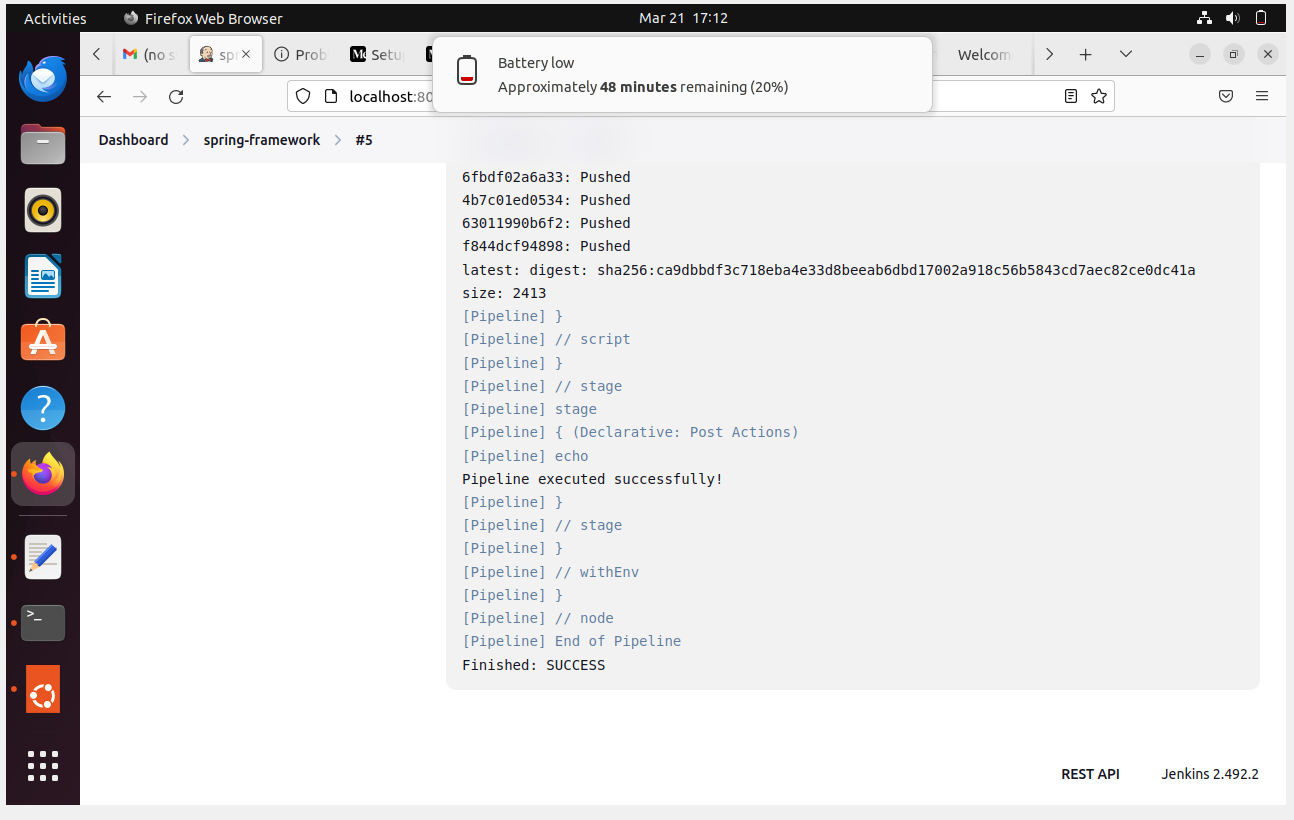 Activities
Firefox Web Browser
Mar 21 17:12
(no s
sp
Prob
Setu
Welcom
Battery low
Approximately 48 minutes remaining (20%)
localhost:80
Dashboard
spring-framework
#5
6fbdf02a6a33: Pushed
4b7c01ed0534: Pushed
63011990b6f2: Pushed
f844dcf94898: Pushed
latest: digest: sha256:ca9dbbdf3c718eba4e33d8beeab6dbd17002a918c56b5843cd7aec82ce0dc41a
size: 2413
[Pipeline] }
[Pipeline] // script
[Pipeline] }
[Pipeline] // stage
[Pipeline] stage
[Pipeline] { (Declarative: Post Actions)
[Pipeline] echo
Pipeline executed successfully!
[Pipeline] }
[Pipeline] // stage
[Pipeline] }
[Pipeline] // withEnv
[Pipeline] }
[Pipeline] // node
[Pipeline] End of Pipeline
Finished: SUCCESS
REST API
Jenkins 2.492.2